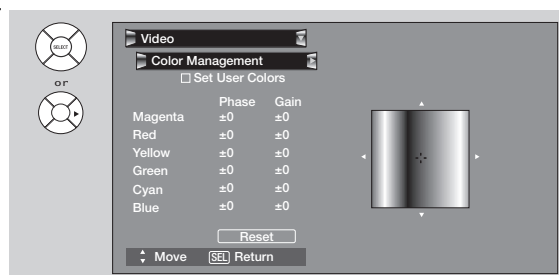 SELECT
or
Video
Color Management
Set User Colors
Phase Gain
Magenta ±0 ±0
Red ±0 ±0
Yellow ±0 ±0
Green ±0 ±0
Cyan ±0 ±0
Blue ±0 ±0
Reset
Move SEL Return